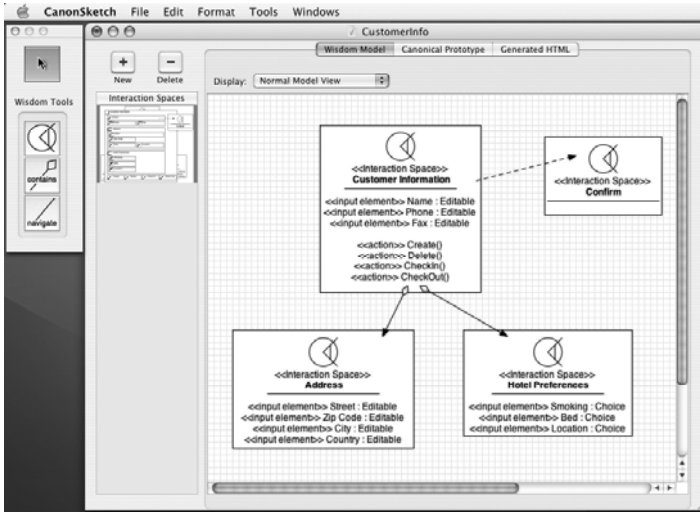 CanonSketch File Edit Format Tools Windows
CustomerInfo
Wisdom Model Canonical Prototype Generated HTML
New Delete
Display: Normal Model View
Wisdom Tools
Interaction Spaces
contains
navigate
<<Interaction Space>>
Customer Information
<<input element>> Name : Editable
<<input element>> Phone : Editable
<<input element>> Fax : Editable
<<action>> Create()
<<action>> Delete()
<<action>> CheckIn()
<<action>> CheckOut()
<<Interaction Space>>
Confirm
<<Interaction Space>>
Address
<<input element>> Street : Editable
<<input element>> Zip Code : Editable
<<input element>> City : Editable
<<input element>> Country : Editable
<<Interaction Space>>
Hotel Preferences
<<input element>> Smoking : Choice
<<input element>> Bed : Choice
<<input element>> Location : Choice